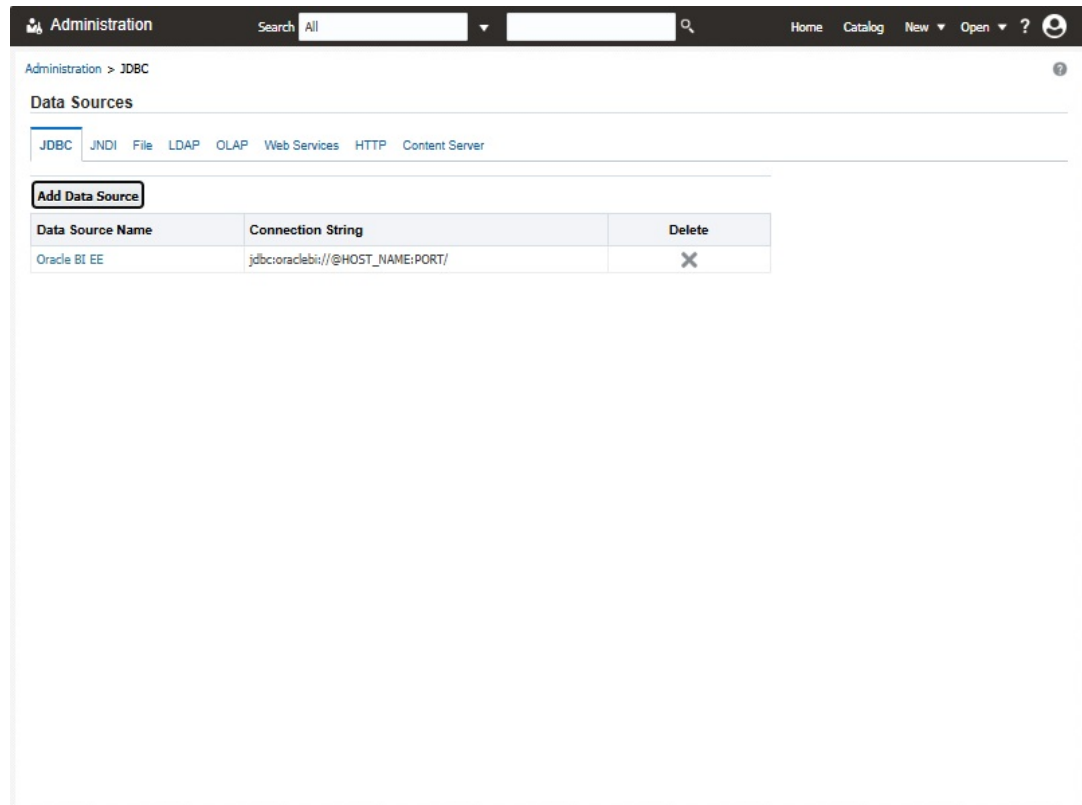 Administration Search All Home Catalog New Open ?
Administration > JDBC
Data Sources
JDBC JNDI File LDAP OLAP Web Services HTTP Content Server
Add Data Source
Data Source Name Connection String Delete
Oracle BI EE jdbc:oraclebi://@HOST_NAME:PORT/